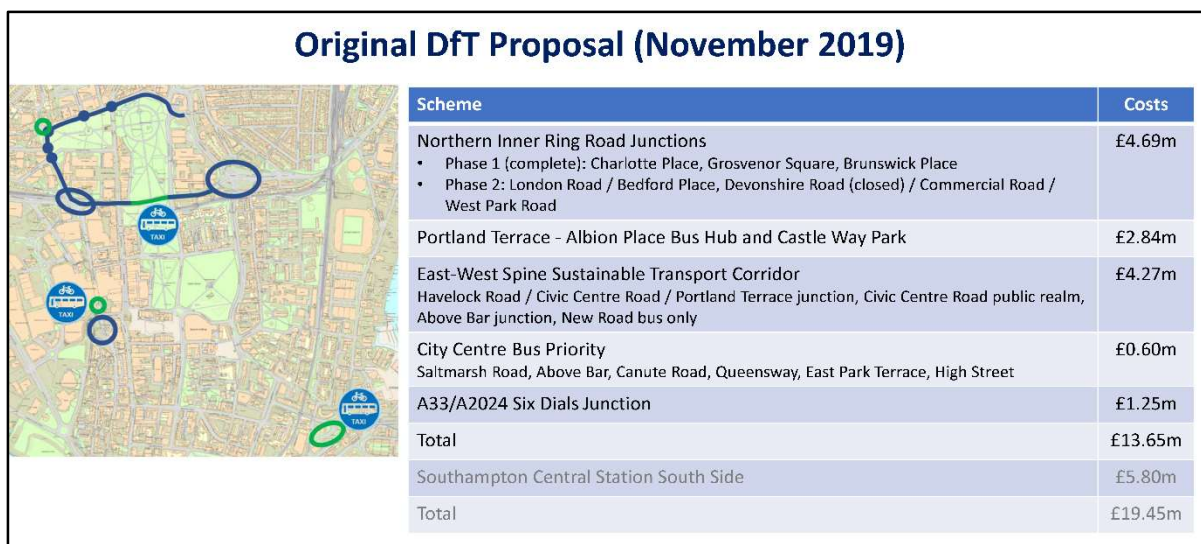 Original DfT Proposal (November 2019)
TAXI
TAXI
TAXI
Scheme Costs
Northern Inner Ring Road Junctions £4.69m
• Phase 1 (complete): Charlotte Place, Grosvenor Square, Brunswick Place
• Phase 2: London Road / Bedford Place, Devonshire Road (closed) / Commercial Road /
West Park Road
Portland Terrace - Albion Place Bus Hub and Castle Way Park £2.84m
East-West Spine Sustainable Transport Corridor £4.27m
Havelock Road / Civic Centre Road / Portland Terrace junction, Civic Centre Road public realm,
Above Bar junction, New Road bus only
City Centre Bus Priority £0.60m
Saltmarsh Road, Above Bar, Canute Road, Queensway, East Park Terrace, High Street
A33/A2024 Six Dials Junction £1.25m
Total £13.65m
Southampton Central Station South Side £5.80m
Total £19.45m